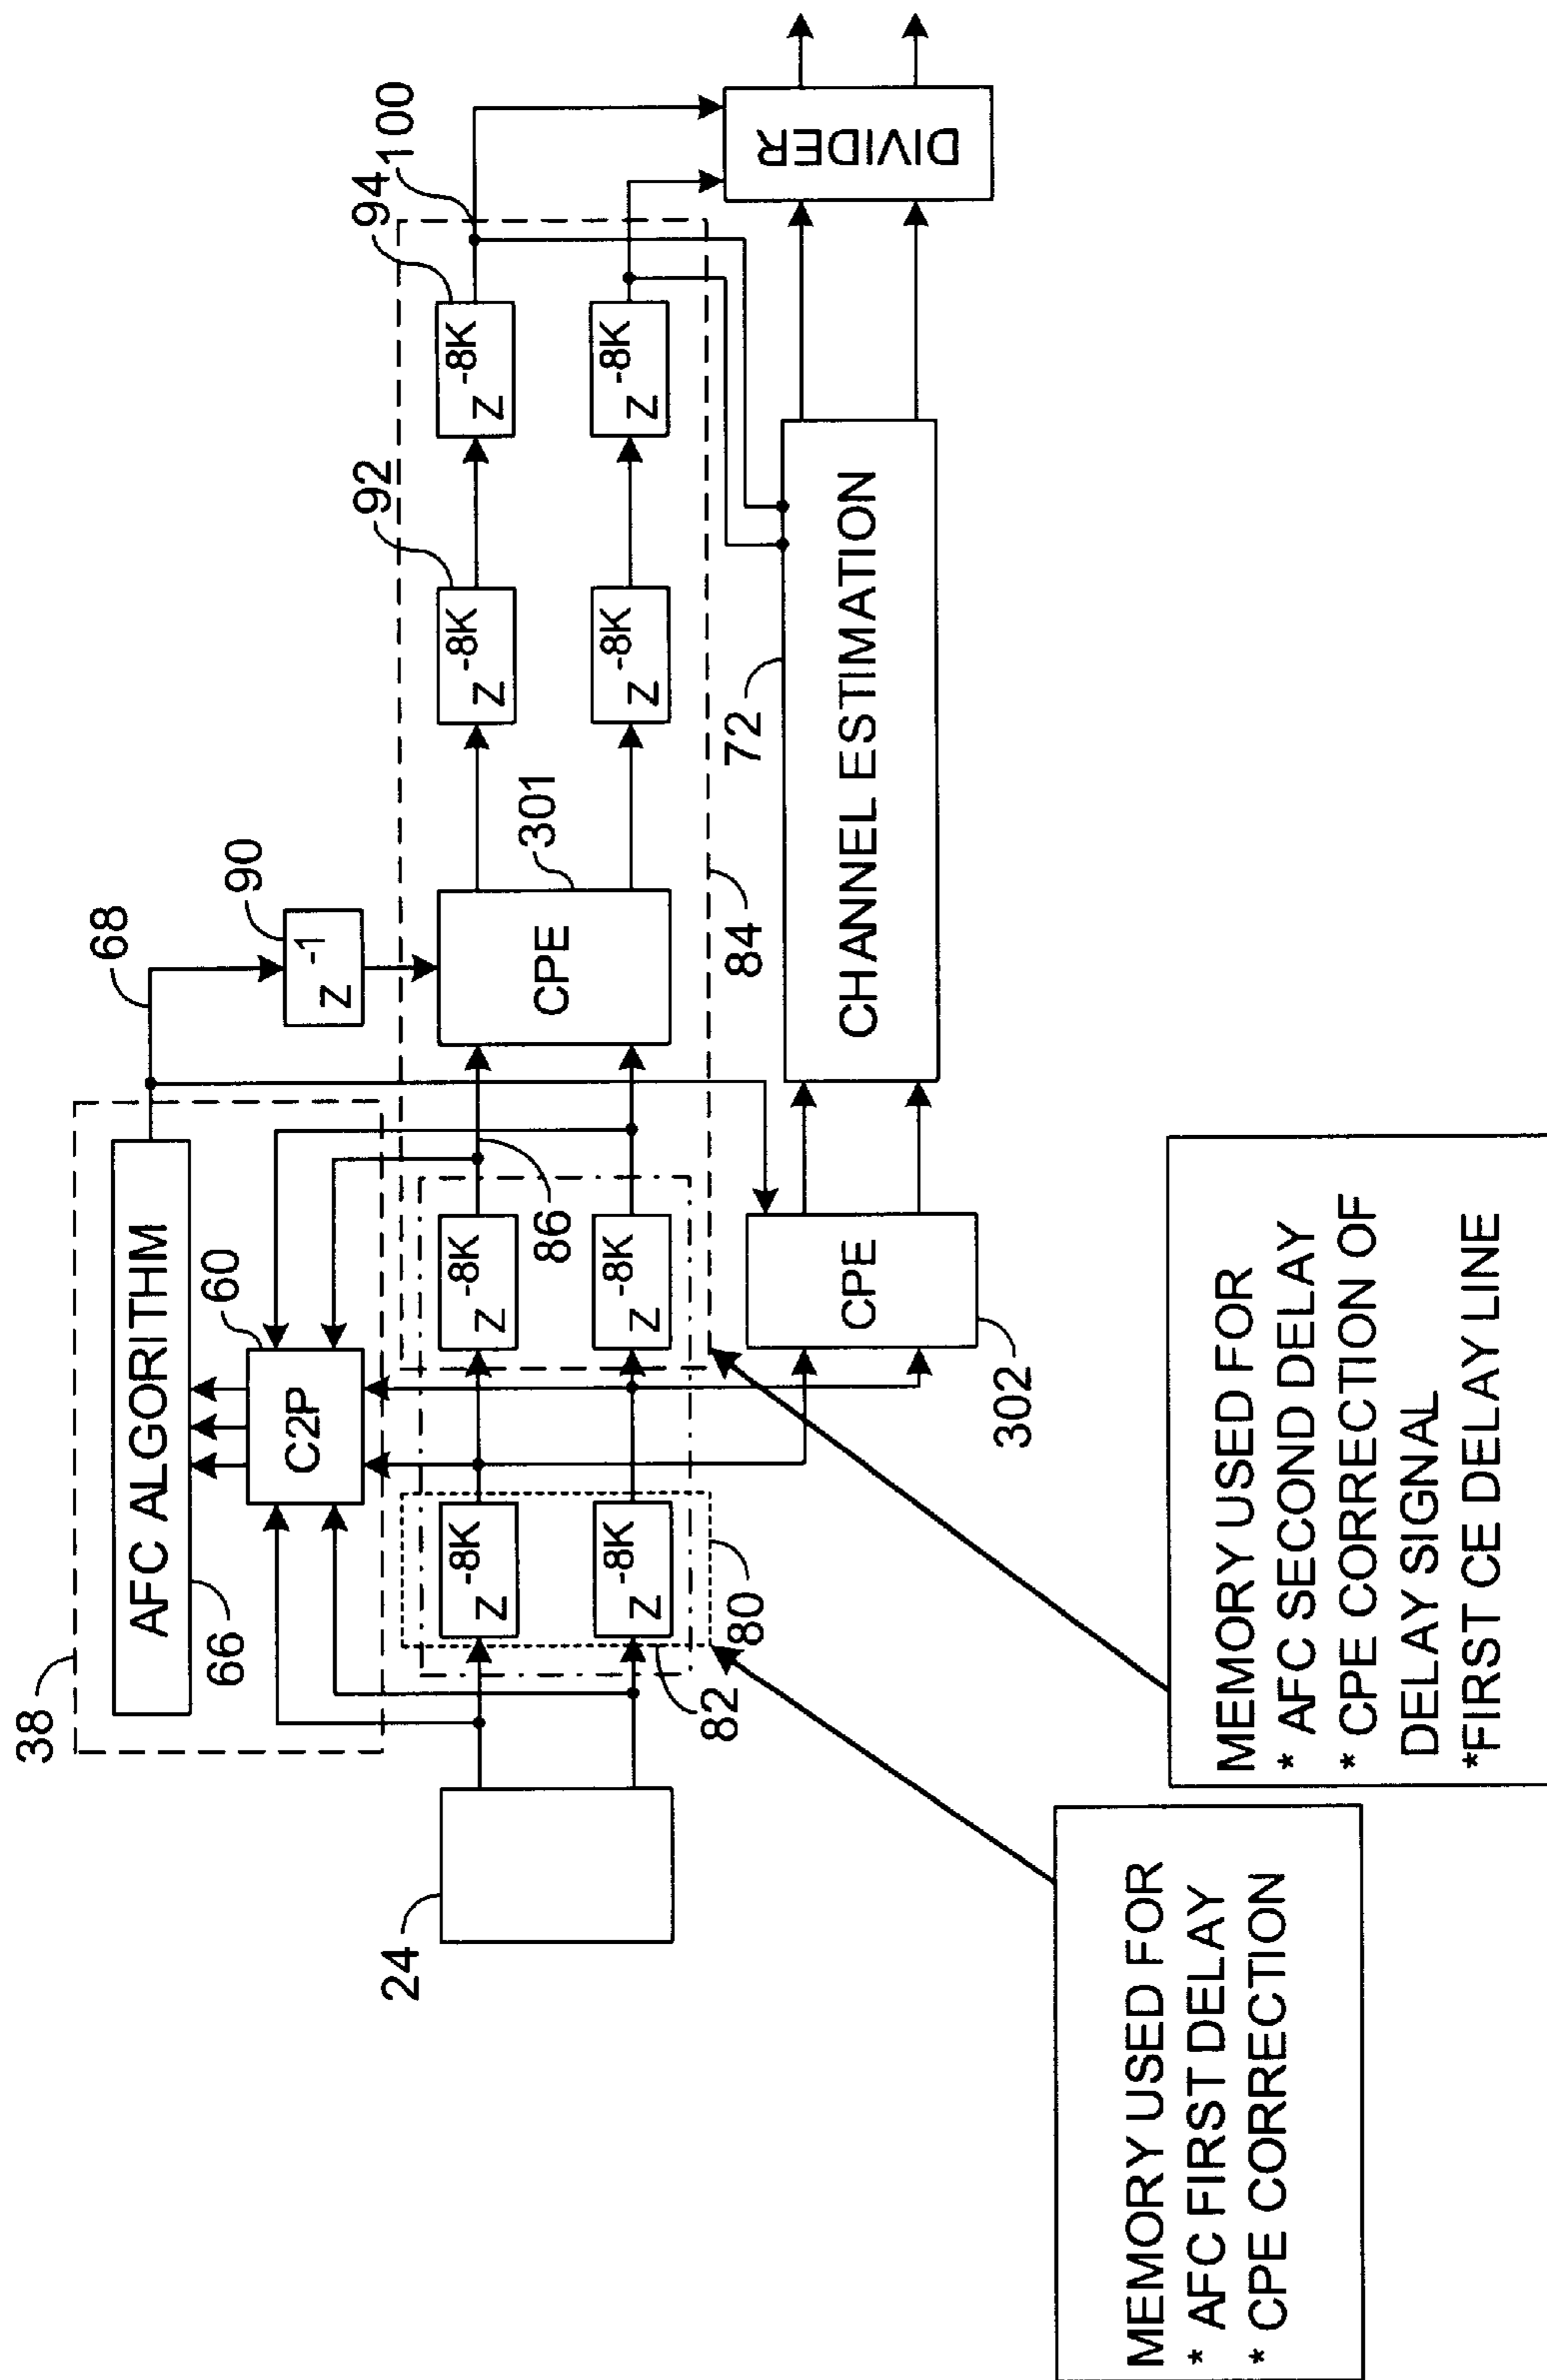 38
AFC ALGORITHM
66
68
60
C2P
90
z⁻¹
24
82
80
z⁻⁸ᴷ
z⁻⁸ᴷ
z⁻⁸ᴷ
z⁻⁸ᴷ
86
CPE
301
92
94
100
z⁻⁸ᴷ
z⁻⁸ᴷ
z⁻⁸ᴷ
z⁻⁸ᴷ
84
CPE
302
72
CHANNEL ESTIMATION
DIVIDER
MEMORY USED FOR
* AFC FIRST DELAY
* CPE CORRECTION
MEMORY USED FOR
* AFC SECOND DELAY
* CPE CORRECTION OF
DELAY SIGNAL
*FIRST CE DELAY LINE